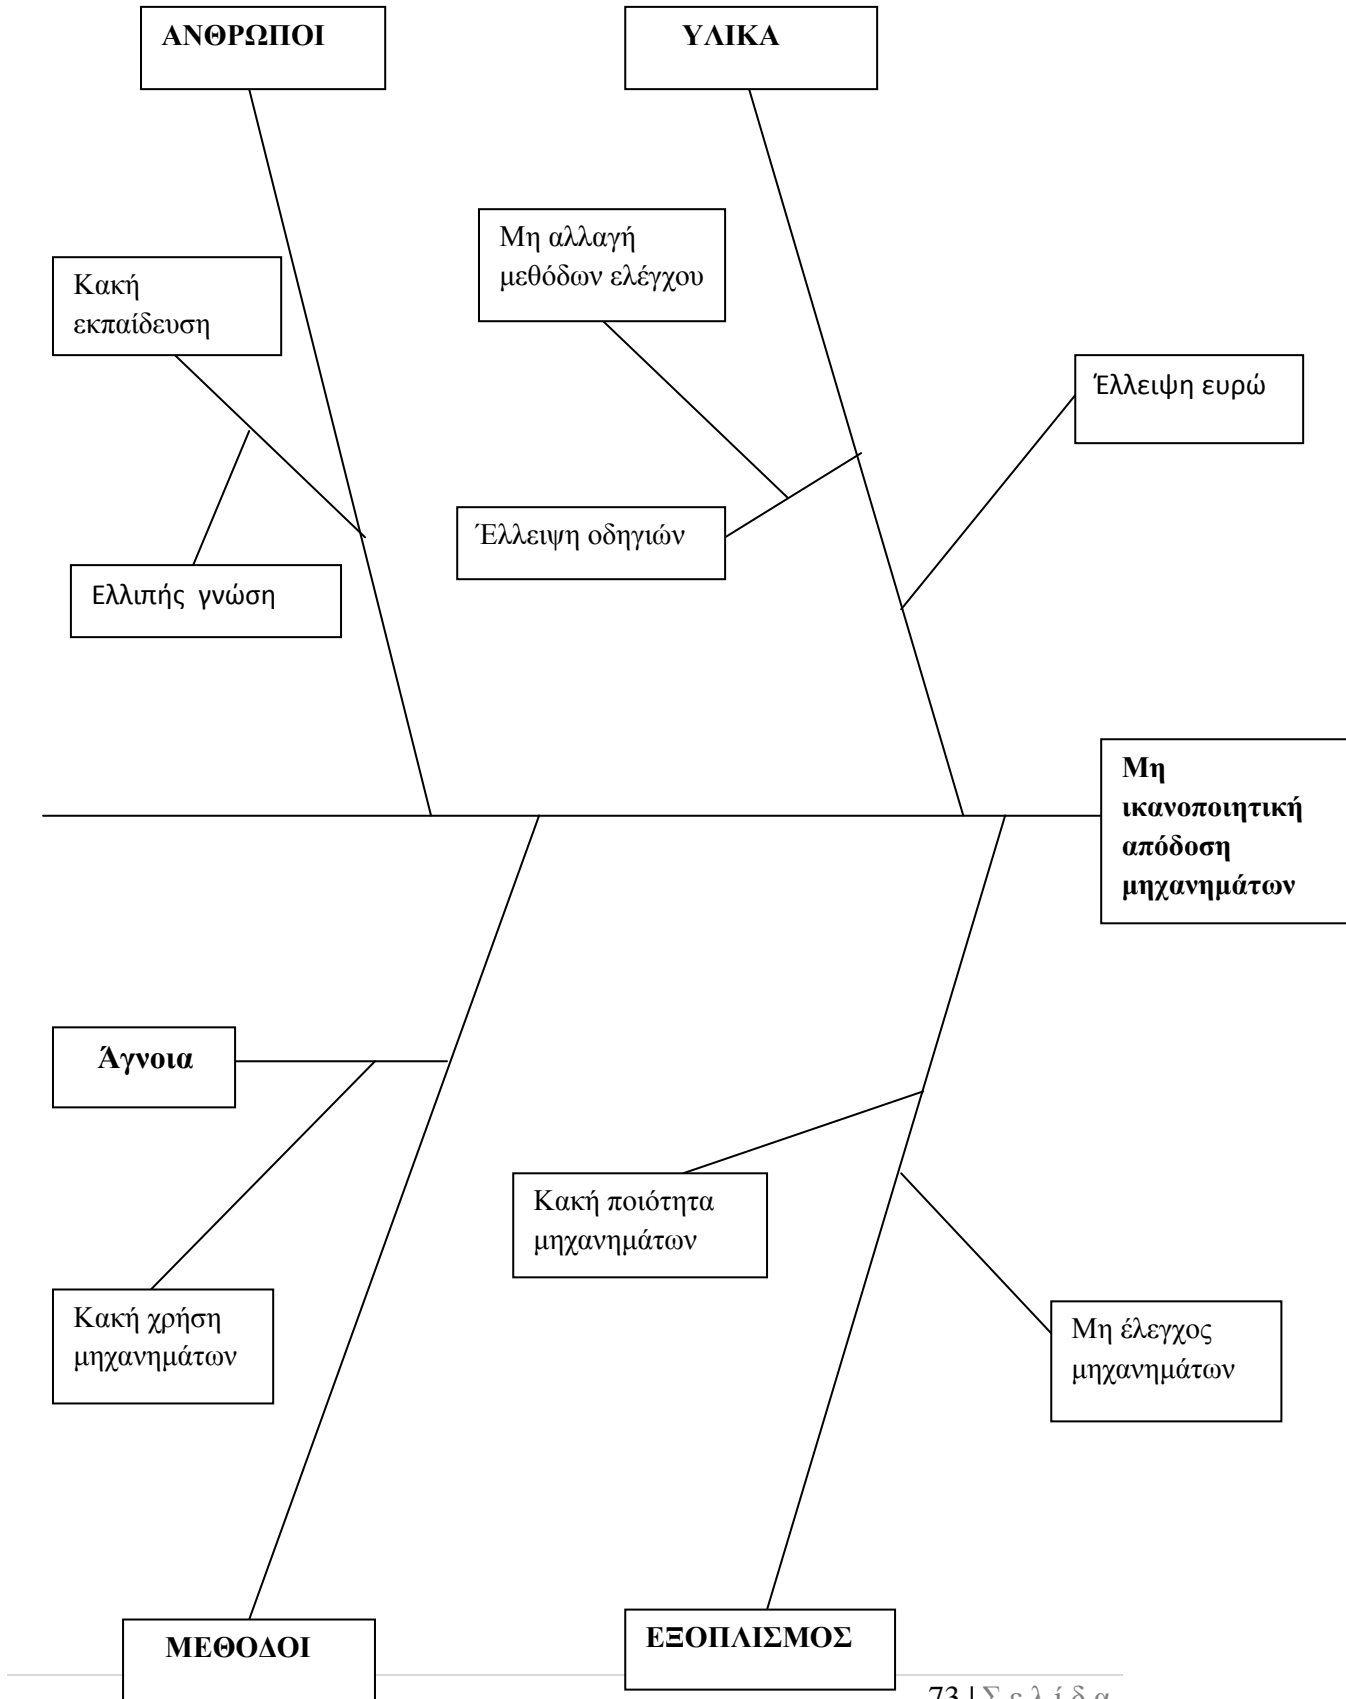 ΑΝΘΡΩΠΟΙ
ΥΛΙΚΑ
Μη αλλαγή
μεθόδων ελέγχου
Κακή
εκπαίδευση
Έλλειψη ευρώ
Έλλειψη οδηγιών
Ελλιπής γνώση
Μη
ικανοποιητική
απόδοση
μηχανημάτων
Άγνοια
Κακή ποιότητα
μηχανημάτων
Κακή χρήση
μηχανημάτων
Μη έλεγχος
μηχανημάτων
ΜΕΘΟΔΟΙ
ΕΞΟΠΛΙΣΜΟΣ
73 | Σελίδα